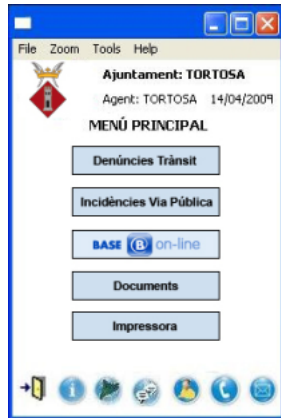 File Zoom Tools Help
Ajuntament: TORTOSA
Agent: TORTOSA 14/04/2009
MENÚ PRINCIPAL
Denúncies Trànsit
Incidències Via Pública
BASE B on-line
Documents
Impressora